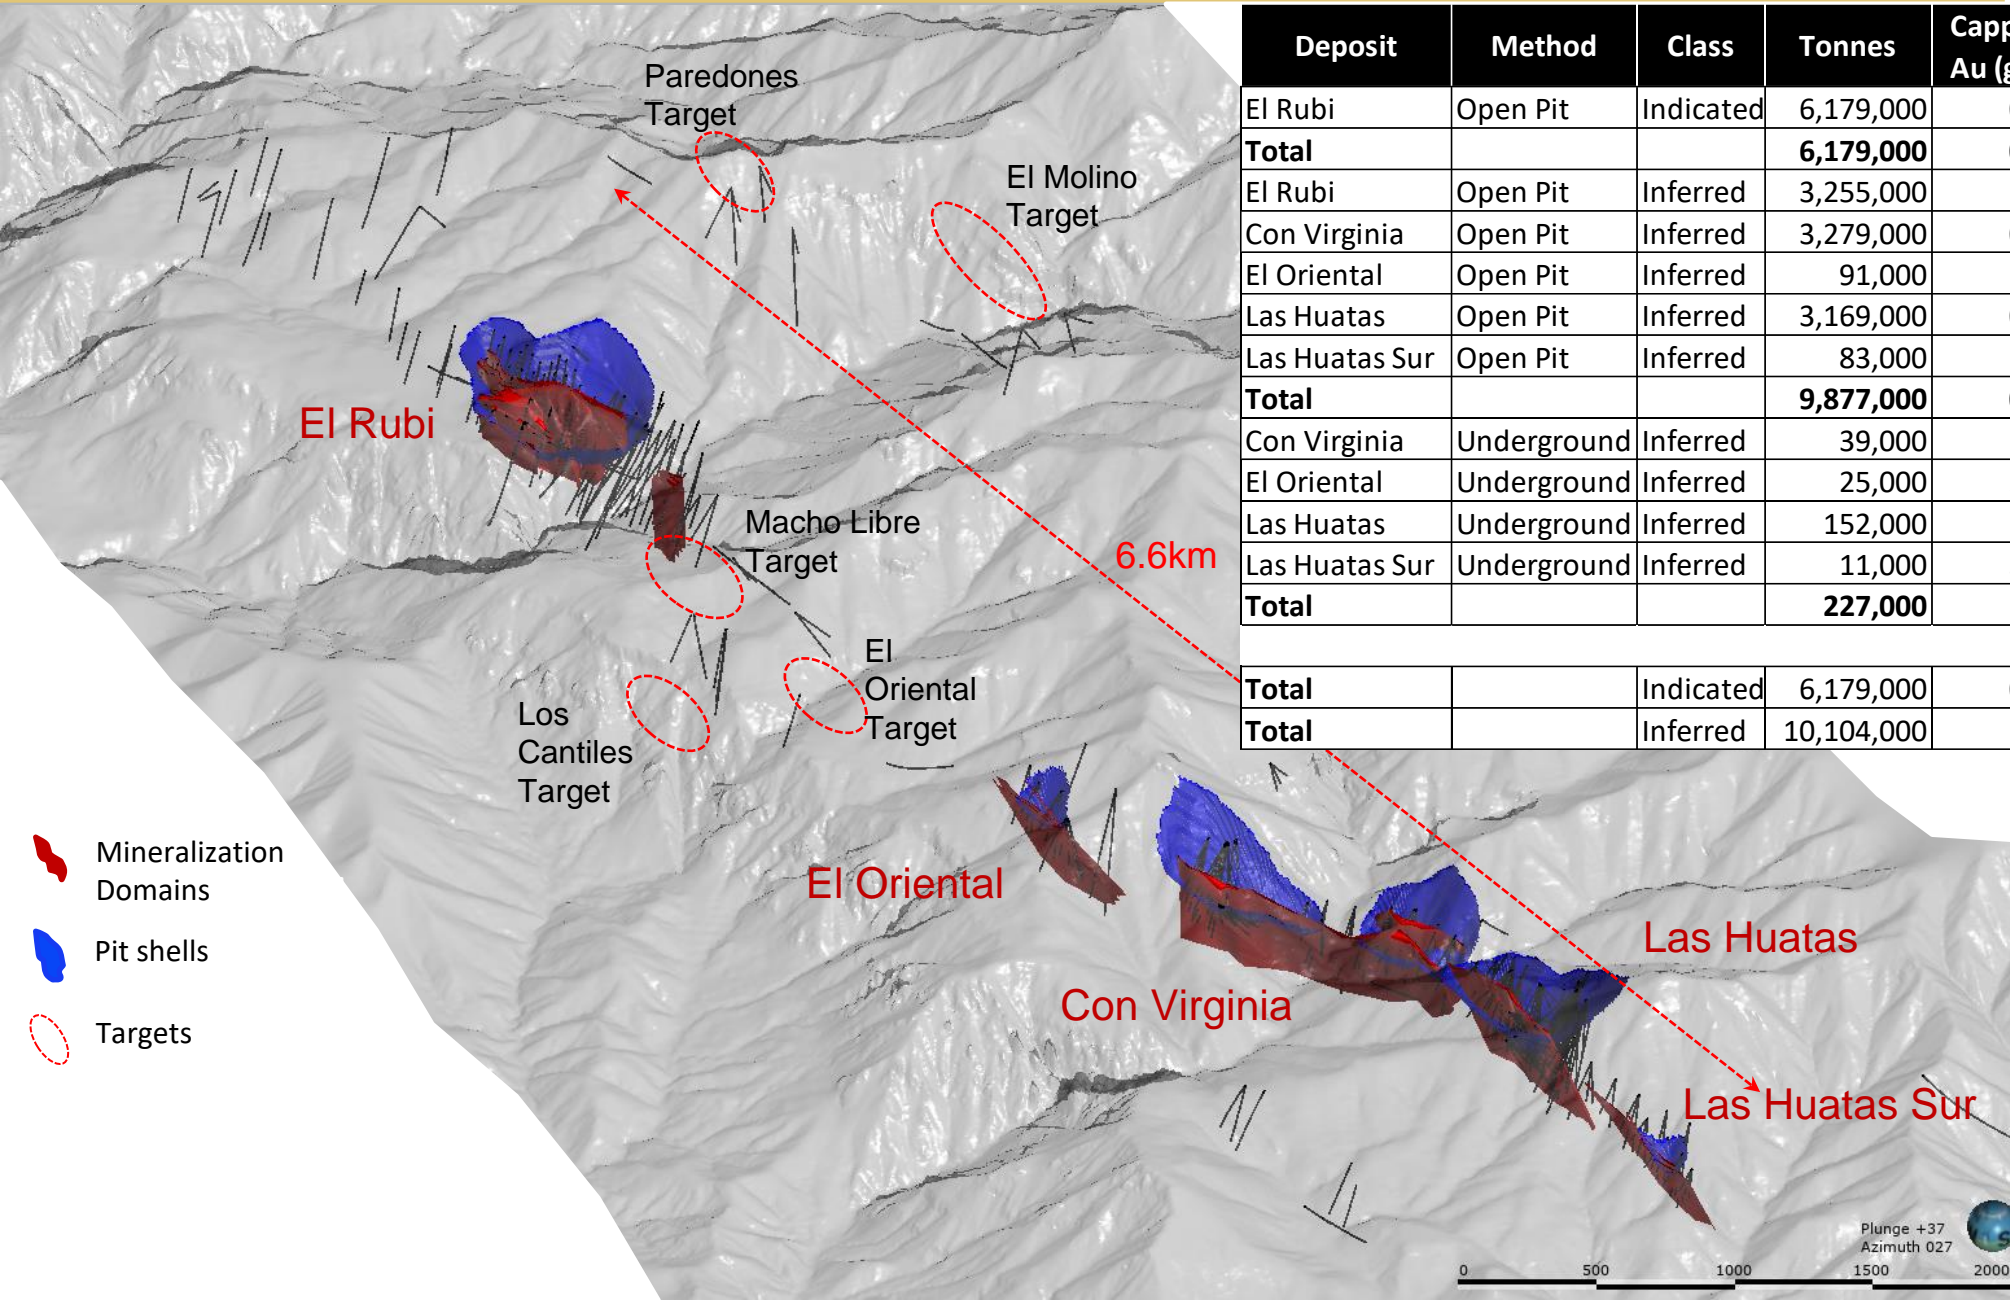 Deposit Method Class Tonnes
Au
El Rubi Open Pit Indicated 6,179,000
Total 6,179,000
El Rubi Open Pit Inferred 3,255,000
Con Virginia Open Pit Inferred 3,279,000
El Oriental Open Pit Inferred 91,000
Las Huatas Open Pit Inferred 3,169,000
Las Huatas Sur Open Pit Inferred 83,000
Total 9,877,000
Con Virginia Underground Inferred 39,000
El Oriental Underground Inferred 25,000
Las Huatas Underground Inferred 152,000
Las Huatas Sur Underground Inferred 11,000
Total 227,000
Total Indicated 6,179,000
Total Inferred 10,104,000
Paredones
Target
El Molino
Target
El Rubi
Macho Libre
Target
6.6km
El
Oriental
Target
Los
Cantiles
Target
Mineralization
Domains
Pit shells
Targets
El Oriental
Con Virginia
Las Huatas
Las Huatas Sur
Plunge +37
Azimuth 027
0 500 1000 1500 2000